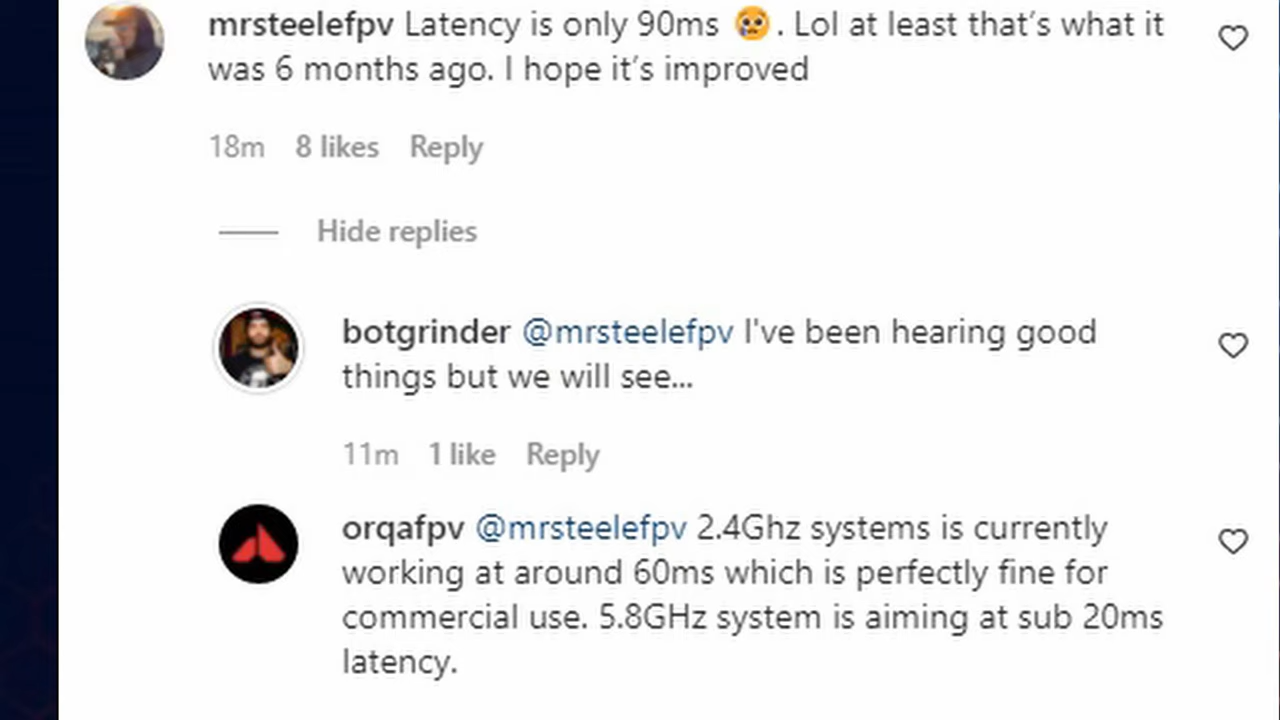 mrsteelefpv Latency is only 90ms 😢. Lol at least that's what it
was 6 months ago. I hope it's improved
18m 8 likes Reply
Hide replies
botgrinder @mrsteelefpv I've been hearing good
things but we will see...
11m 1 like Reply
orqafpv @mrsteelefpv 2.4Ghz systems is currently
working at around 60ms which is perfectly fine for
commercial use. 5.8GHz system is aiming at sub 20ms
latency.